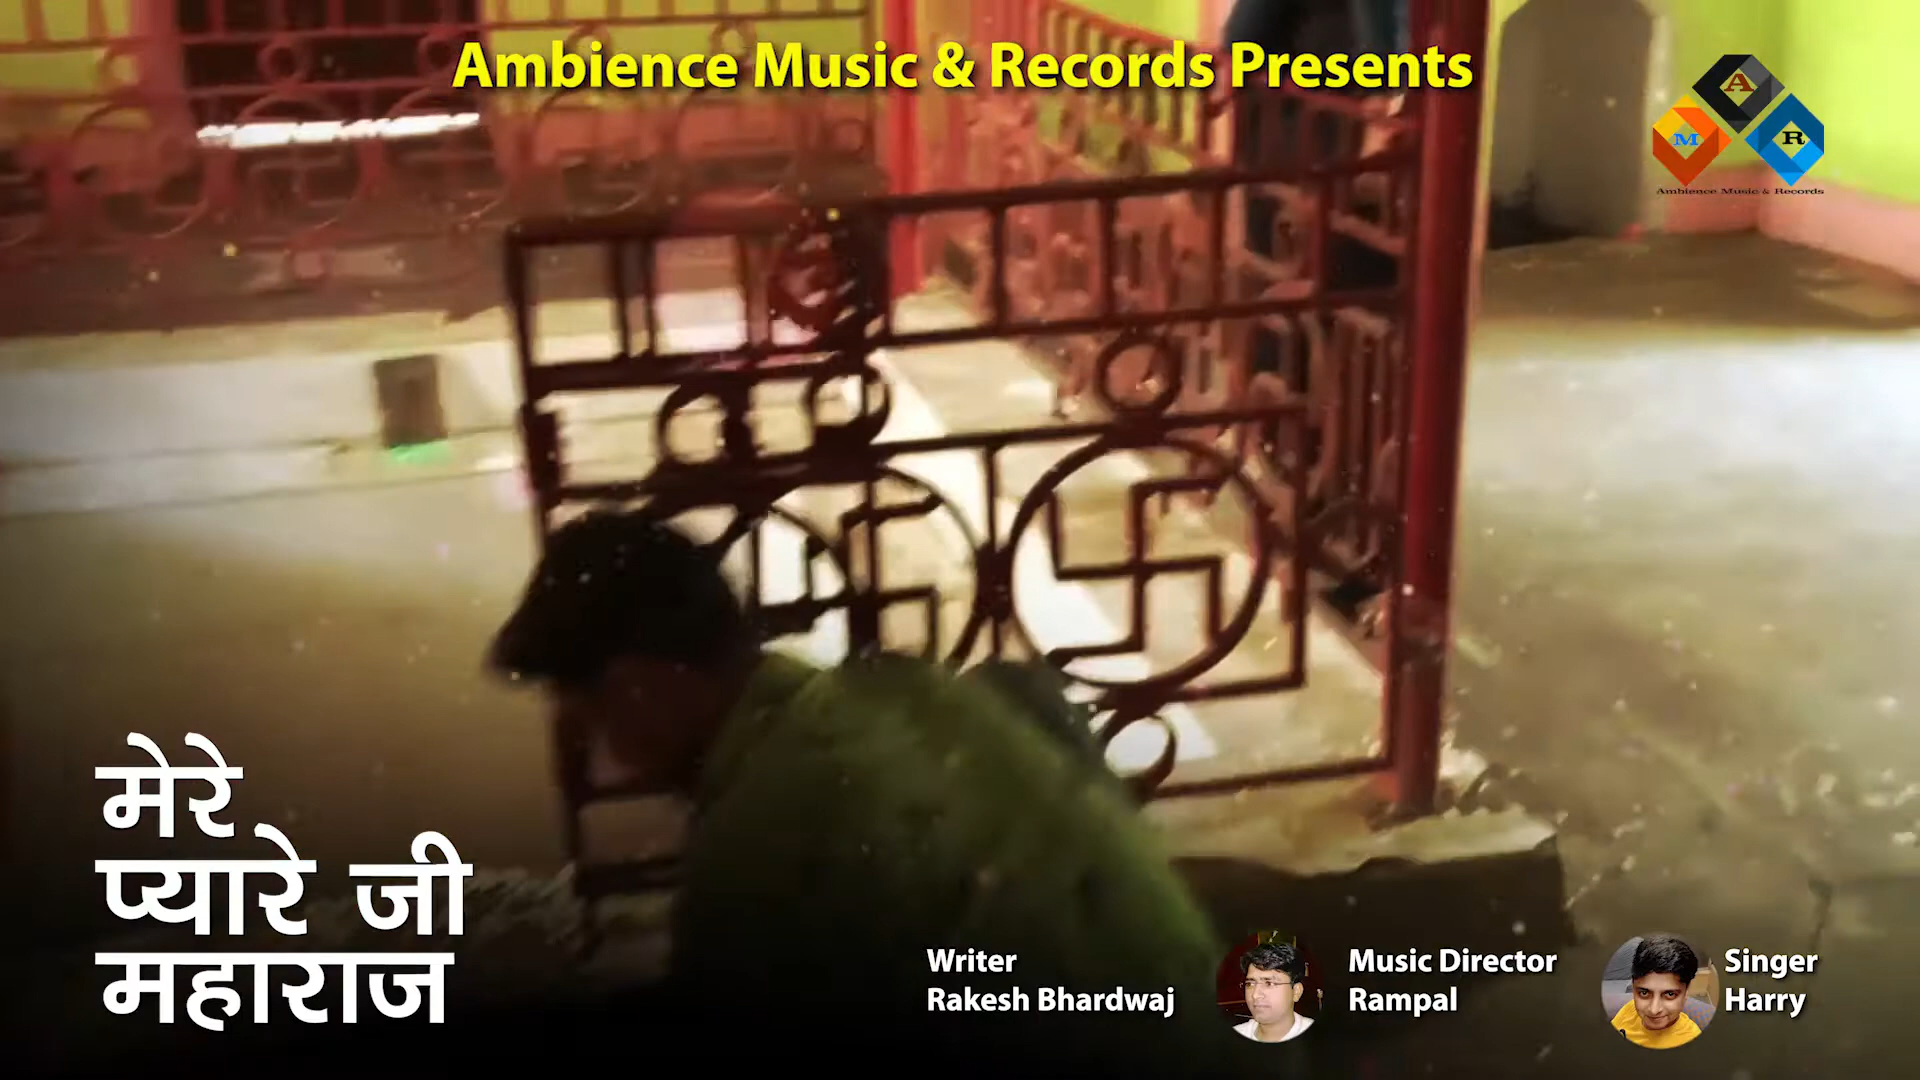 Ambience Music & Records Presents
A
M
R
Ambience Music & Records
मेरे
प्यारे जी
महाराज
Writer
Rakesh Bhardwaj
Music Director
Rampal
Singer
Harry